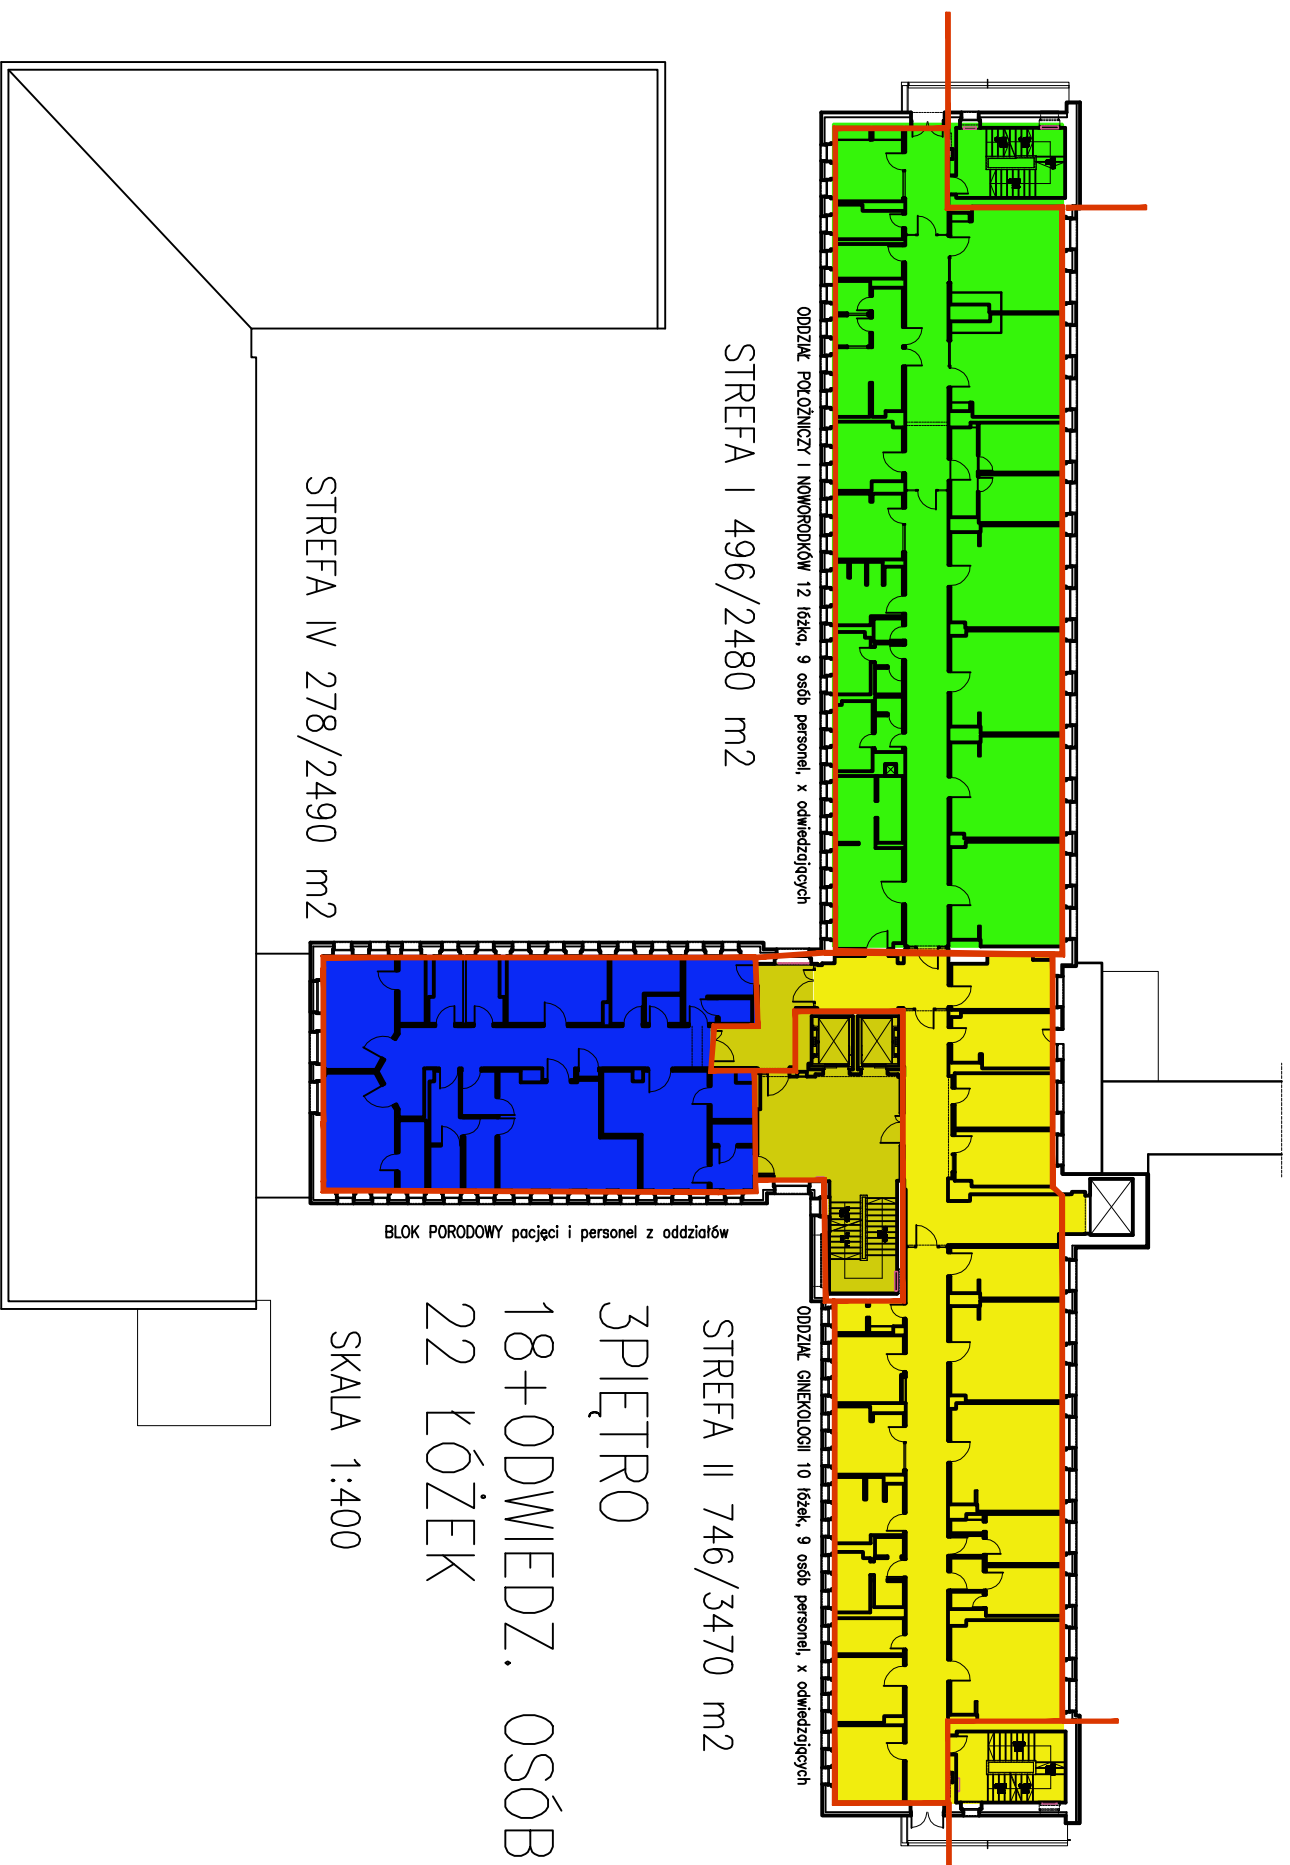 ODDZIAŁ POŁOŻNICZY I NOWORODKÓW 12 łóżka, 9 osób personel, x odwiedzających
STREFA I 496/2480 m2
STREFA IV 278/2490 m2
BLOK PORODOWY pacjęci i personel z oddziałów
ODDZIAŁ GINEKOLOGII 10 łóżek, 9 osób personel, x odwiedzających
STREFA II 746/3470 m2
3PIĘTRO
18+ODWIEDZ. OSÓB
22 ŁÓŻEK
SKALA 1:400